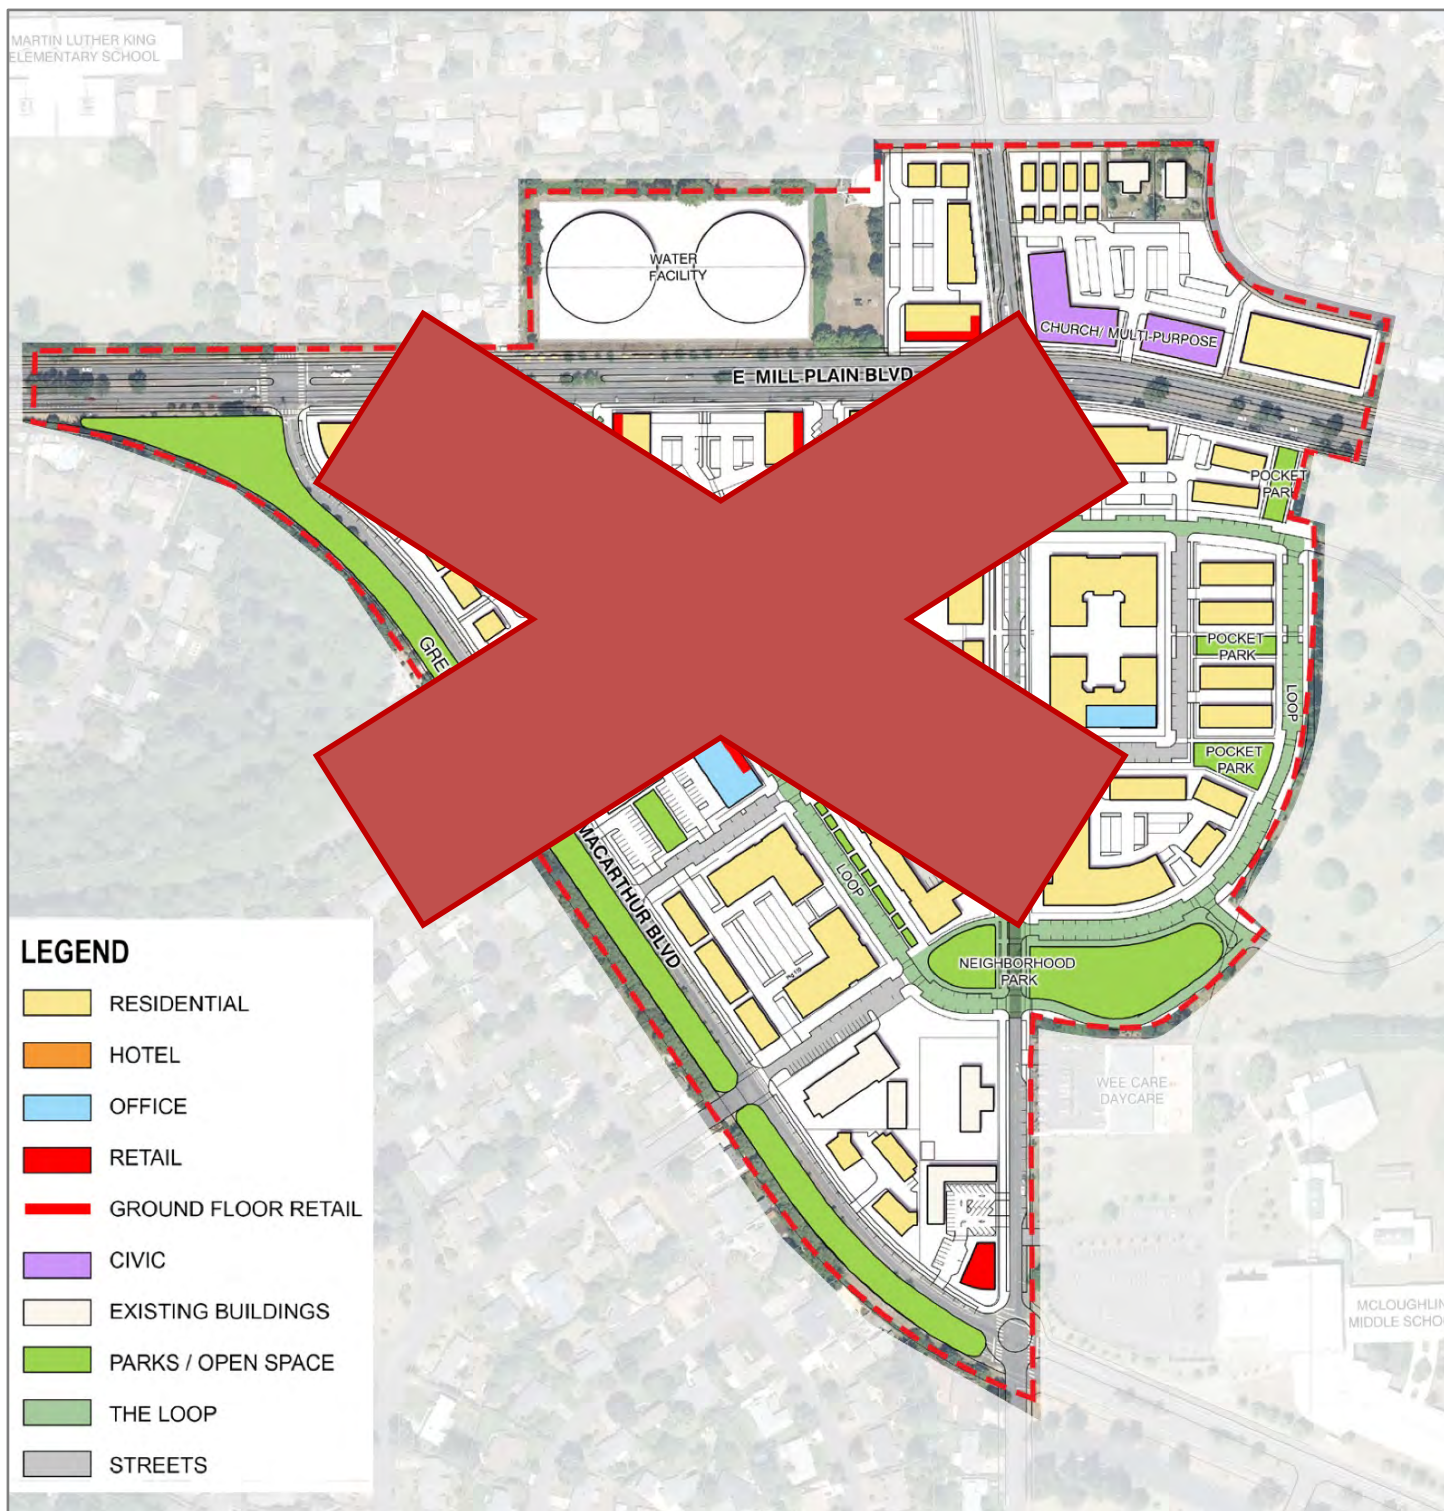 MARTIN LUTHER KING
ELEMENTARY SCHOOL
WATER
FACILITY
CHURCH/ MULTI-PURPOSE
E MILL PLAIN BLVD
POCKET
PARK
POCKET
PARK
LOOP
POCKET
PARK
GRE
MACARTHUR BLVD
LOOP
NEIGHBORHOOD
PARK
WEE CARE
DAYCARE
MCLOUGHLIN
MIDDLE SCHO
LEGEND
RESIDENTIAL
HOTEL
OFFICE
RETAIL
GROUND FLOOR RETAIL
CIVIC
EXISTING BUILDINGS
PARKS / OPEN SPACE
THE LOOP
STREETS